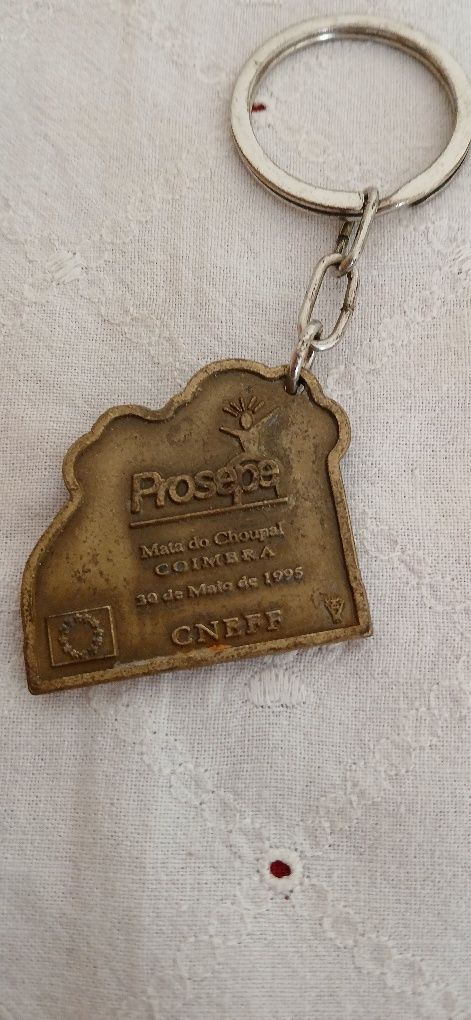 Prosepe
Mata do Choupal
COIMBRA
30 de Maio de 1995
CNEFF